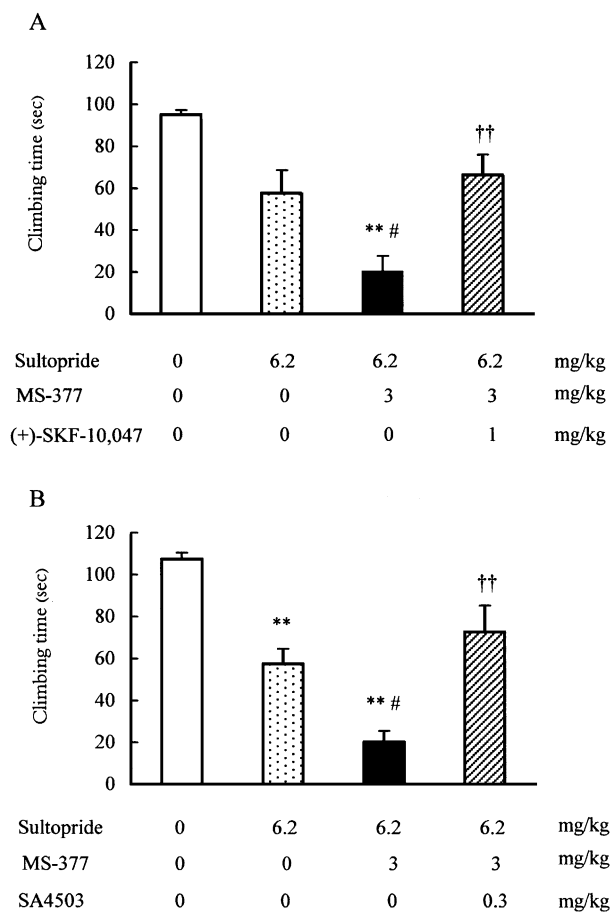 A
120
100
80
60
40
20
0
Climbing time (sec)
** #
††
Sultopride 0 6.2 6.2 6.2 mg/kg
MS-377 0 0 3 3 mg/kg
(+)-SKF-10,047 0 0 0 1 mg/kg
B
120
100
80
60
40
20
0
Climbing time (sec)
**
** #
††
Sultopride 0 6.2 6.2 6.2 mg/kg
MS-377 0 0 3 3 mg/kg
SA4503 0 0 0 0.3 mg/kg